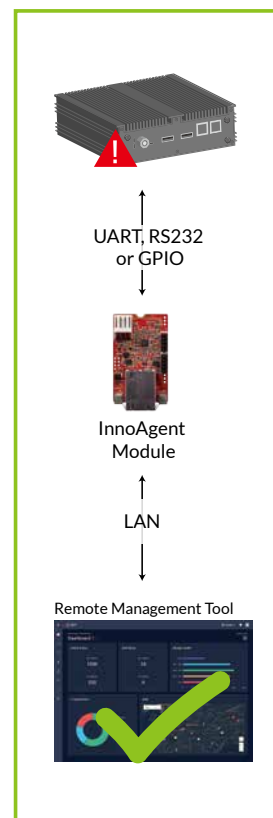 UART, RS232
or GPIO
InnoAgent
Module
LAN
Remote Management Tool